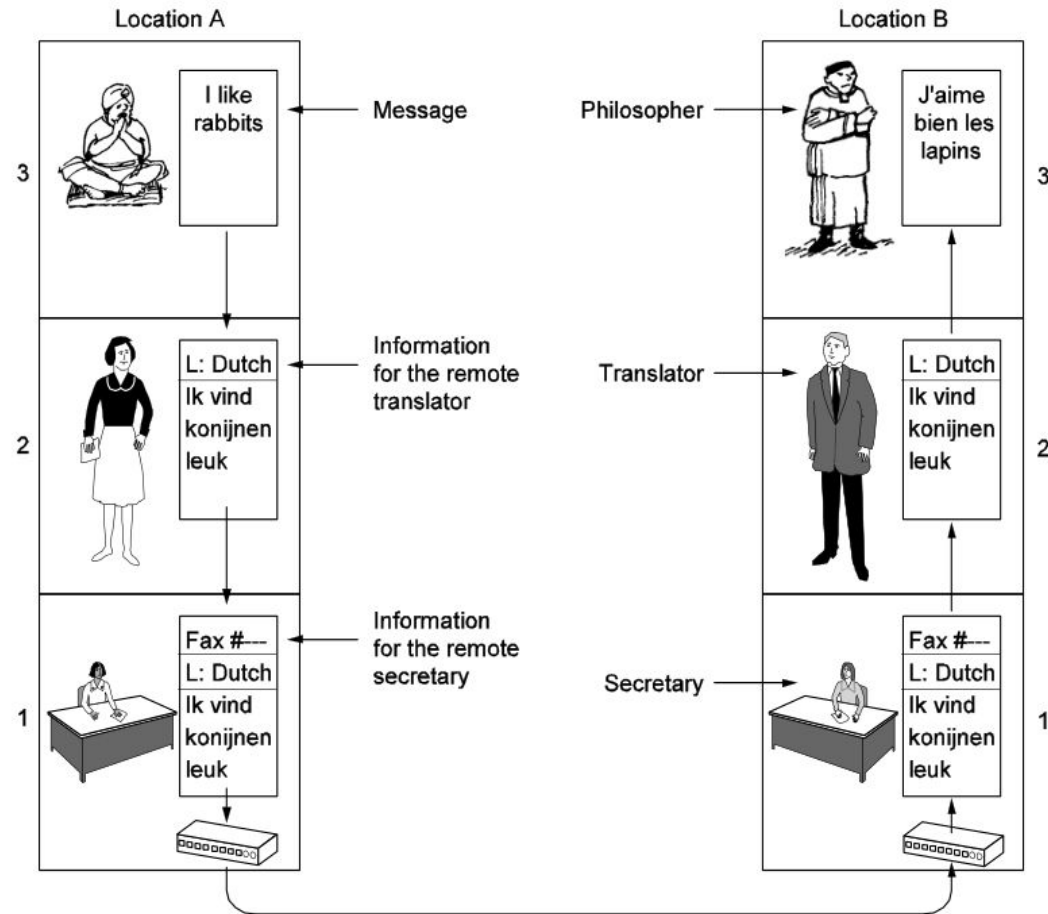 Location A
Location B
I like
rabbits
Message
Philosopher
J'aime
bien les
lapins
3
3
L: Dutch
Ik vind
konijnen
leuk
Information
for the remote
translator
Translator
L: Dutch
Ik vind
konijnen
leuk
2
2
Fax #---
L: Dutch
Ik vind
konijnen
leuk
Information
for the remote
secretary
Secretary
Fax #---
L: Dutch
Ik vind
konijnen
leuk
1
1